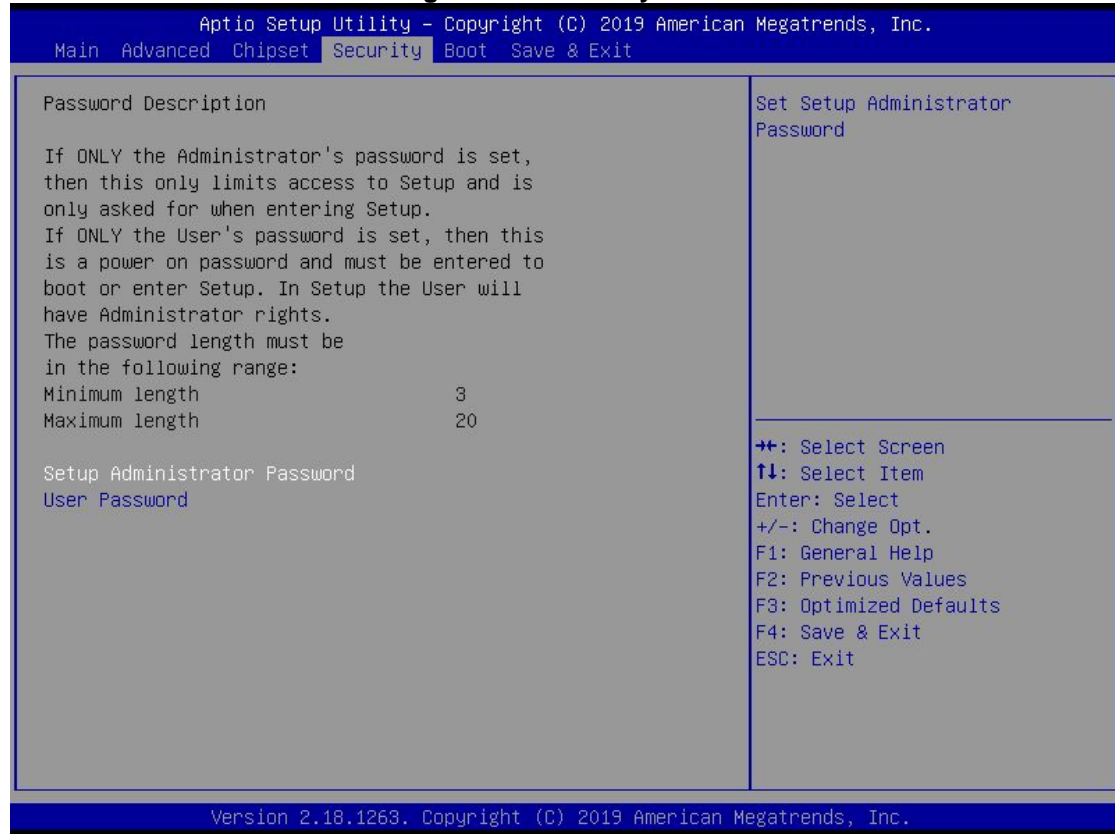 Aptio Setup Utility – Copyright (C) 2019 American Megatrends, Inc.
Main Advanced Chipset Security Boot Save & Exit
Password Description
If ONLY the Administrator's password is set,
then this only limits access to Setup and is
only asked for when entering Setup.
If ONLY the User's password is set, then this
is a power on password and must be entered to
boot or enter Setup. In Setup the User will
have Administrator rights.
The password length must be
in the following range:
Minimum length 3
Maximum length 20
Setup Administrator Password
User Password
Set Setup Administrator
Password
→←: Select Screen
↑↓: Select Item
Enter: Select
+/-: Change Opt.
F1: General Help
F2: Previous Values
F3: Optimized Defaults
F4: Save & Exit
ESC: Exit
Version 2.18.1263. Copyright (C) 2019 American Megatrends, Inc.